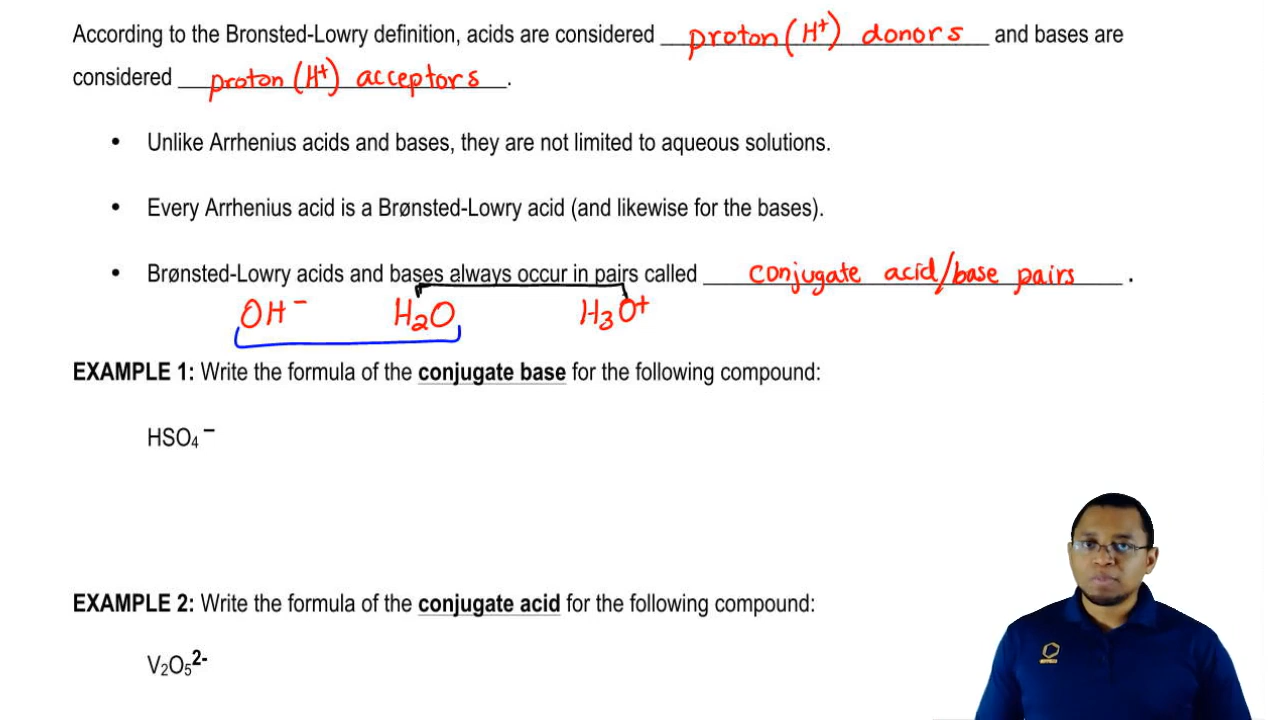 According to the Bronsted-Lowry definition, acids are considered proton (H⁺) donors and bases are
considered proton (H⁺) acceptors.
• Unlike Arrhenius acids and bases, they are not limited to aqueous solutions.
• Every Arrhenius acid is a Brønsted-Lowry acid (and likewise for the bases).
• Brønsted-Lowry acids and bases always occur in pairs called conjugate acid/base pairs.
OH⁻ H₂O H₃O⁺
EXAMPLE 1: Write the formula of the conjugate base for the following compound:
HSO₄⁻
EXAMPLE 2: Write the formula of the conjugate acid for the following compound:
V₂O₅²⁻